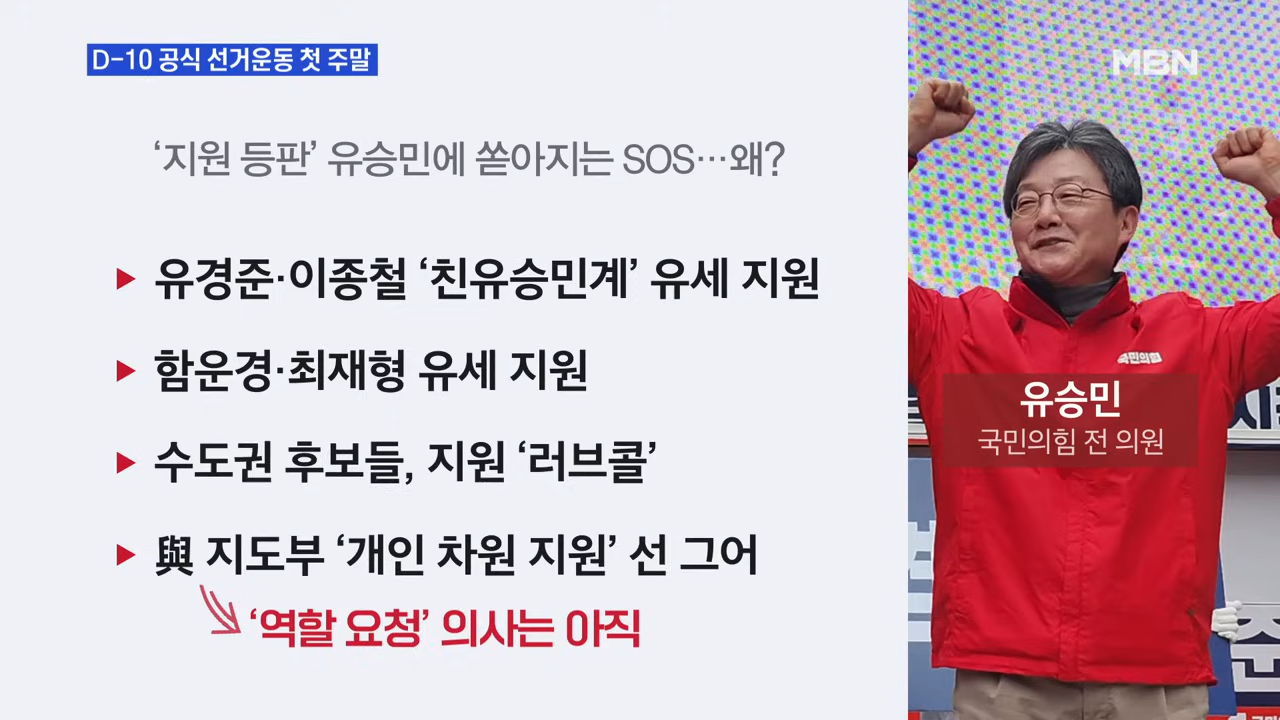 D-10 공식 선거운동 첫 주말
MBN
‘지원 등판’ 유승민에 쏟아지는 SOS…왜?
▶ 유경준·이종철 ‘친유승민계’ 유세 지원
▶ 함운경·최재형 유세 지원
▶ 수도권 후보들, 지원 ‘러브콜’
▶ 與 지도부 ‘개인 차원 지원’ 선 그어
‘역할 요청’ 의사는 아직
국민의힘
유승민
국민의힘 전 의원